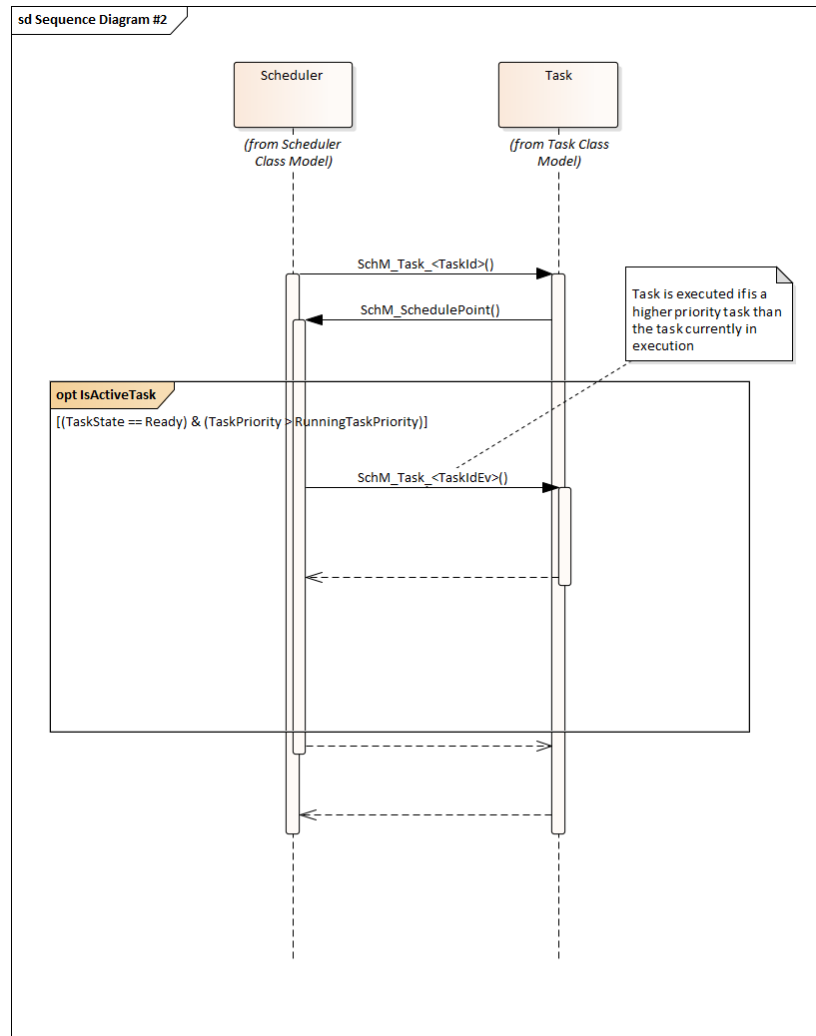 sd Sequence Diagram #2
Scheduler
Task
(from Scheduler
Class Model)
(from Task Class
Model)
SchM_Task_<TaskId>()
Task is executed if is a
higher priority task than
the task currently in
execution
SchM_SchedulePoint()
opt IsActiveTask
[(TaskState == Ready) & (TaskPriority > RunningTaskPriority)]
SchM_Task_<TaskIdEv>()